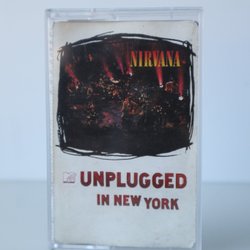 NIRVANA
UNPLUGGED
IN NEW YORK